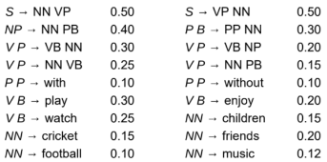 S → NN VP 0.50 S → VP NN 0.50
NP → NN PB 0.40 P B → PP NN 0.30
V P → VB NN 0.30 V P → VB NP 0.20
V P → NN VB 0.25 V P → NN PB 0.15
P P → with 0.10 P P → without 0.10
V B → play 0.30 V B → enjoy 0.20
V B → watch 0.25 NN → children 0.15
NN → cricket 0.15 NN → friends 0.20
NN → football 0.10 NN → music 0.12